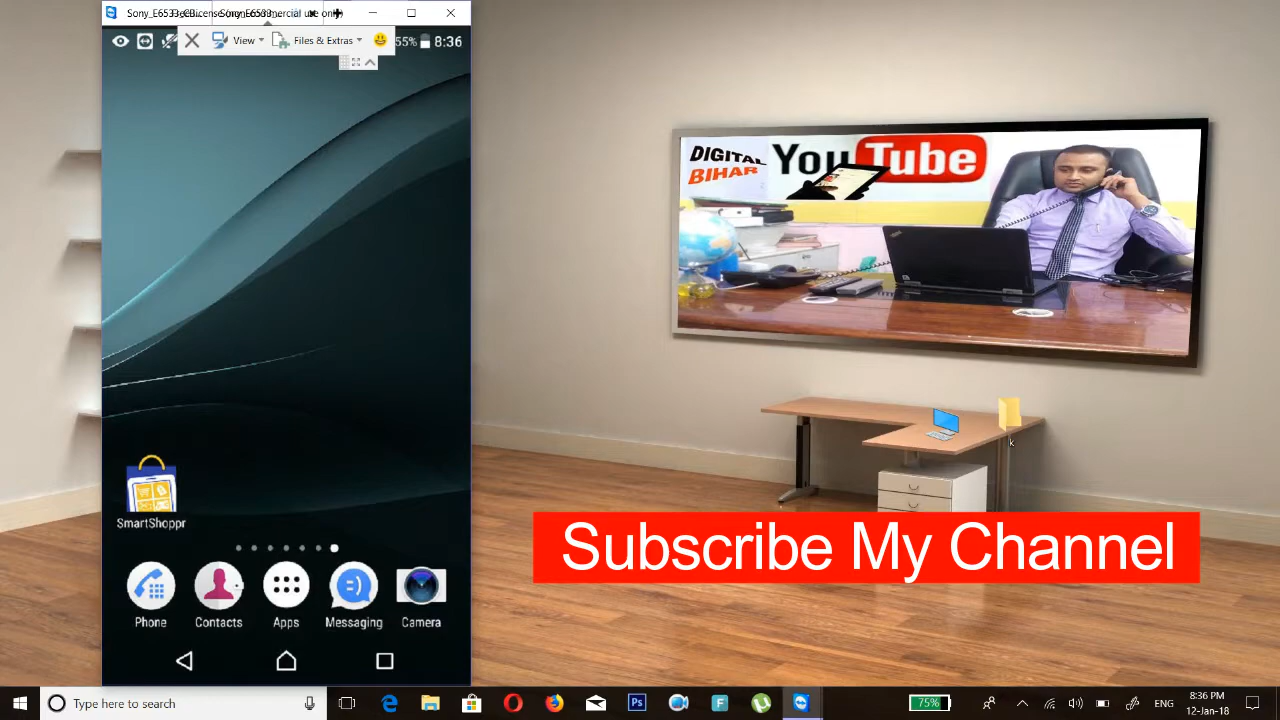 View
Files & Extras
55%
8:36
DIGITAL
BIHAR
YouTube
SmartShoppr
Subscribe My Channel
Phone
Contacts
Apps
Messaging
Camera
Type here to search
Ps
F
75%
ENG
8:36 PM
12-Jan-18